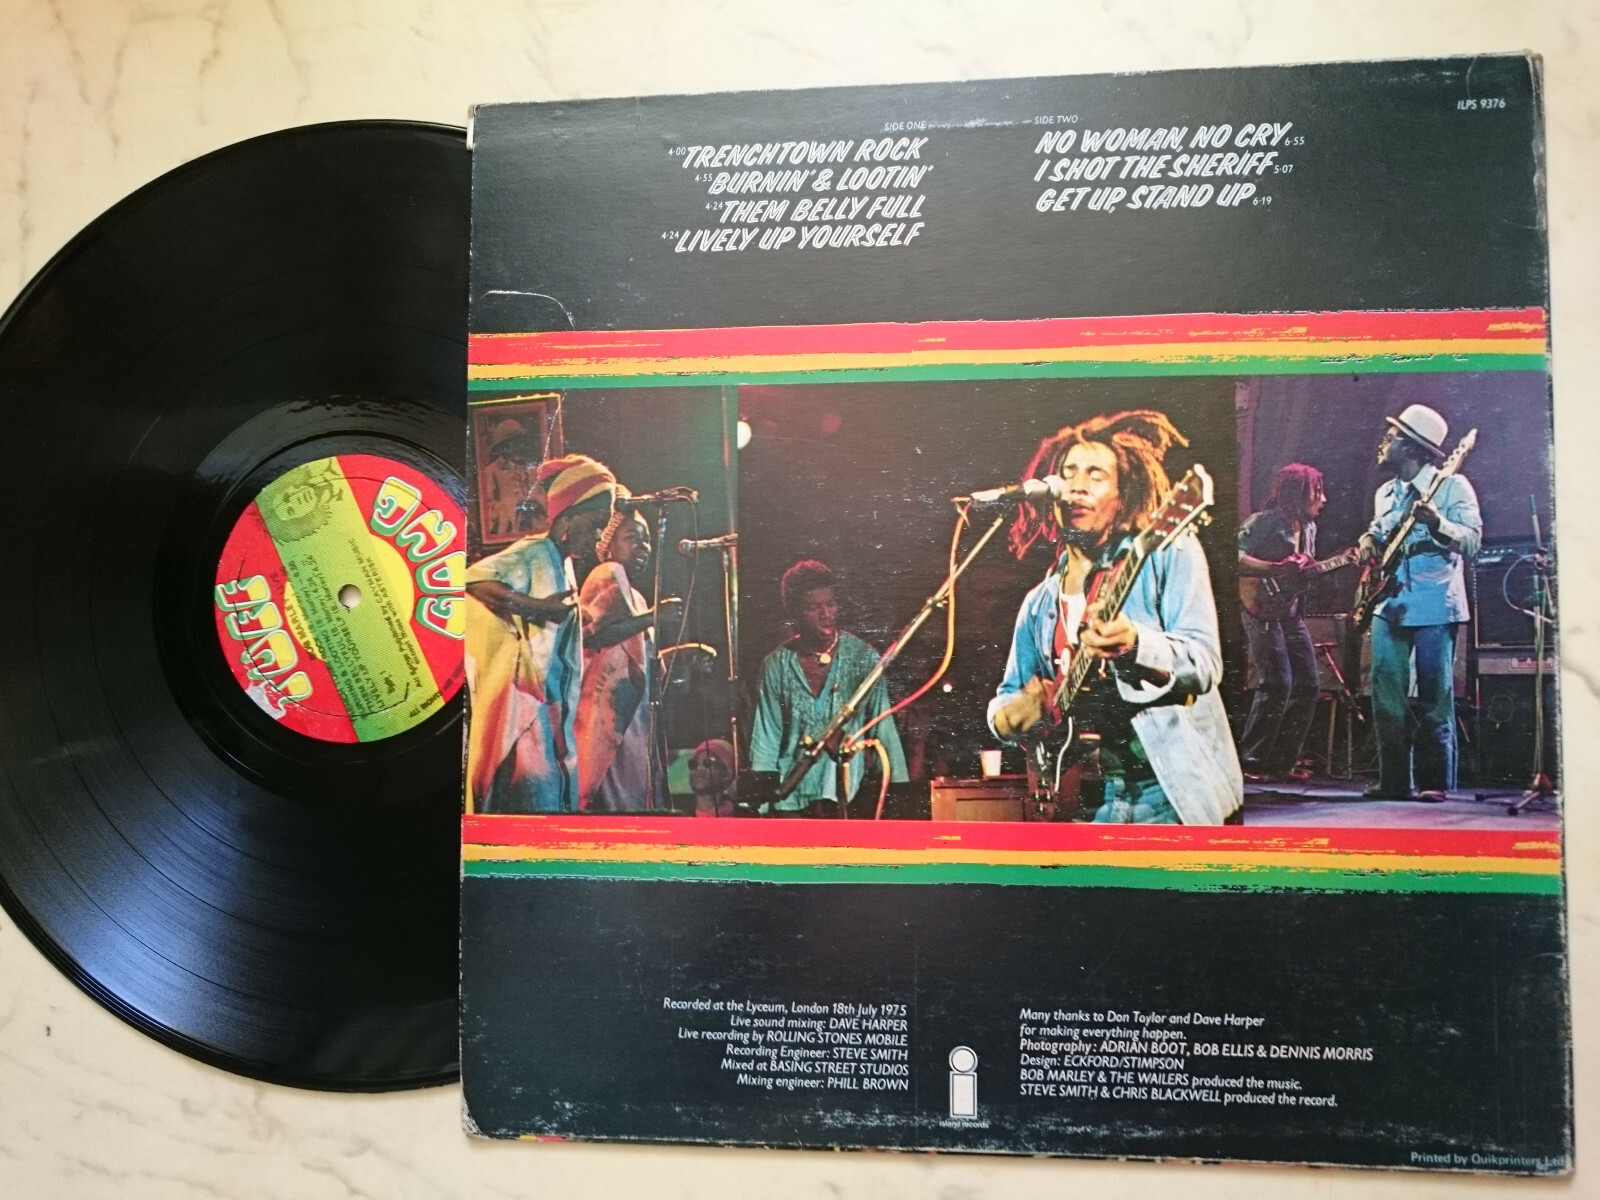 ILPS 9376
SIDE ONE
4·00 TRENCHTOWN ROCK
4·55 BURNIN' & LOOTIN'
4·24 THEM BELLY FULL
4·24 LIVELY UP YOURSELF
SIDE TWO
NO WOMAN, NO CRY 6·55
I SHOT THE SHERIFF 5·07
GET UP, STAND UP 6·19
Recorded at the Lyceum, London 18th July 1975
Live sound mixing: DAVE HARPER
Live recording by ROLLING STONES MOBILE
Recording Engineer: STEVE SMITH
Mixed at BASING STREET STUDIOS
Mixing engineer: PHILL BROWN
Many thanks to Don Taylor and Dave Harper
for making everything happen.
Photography: ADRIAN BOOT, BOB ELLIS & DENNIS MORRIS
Design: ECKFORD/STIMPSON
BOB MARLEY & THE WAILERS produced the music.
STEVE SMITH & CHRIS BLACKWELL produced the record.
island records
Printed by Quikprinters Ltd